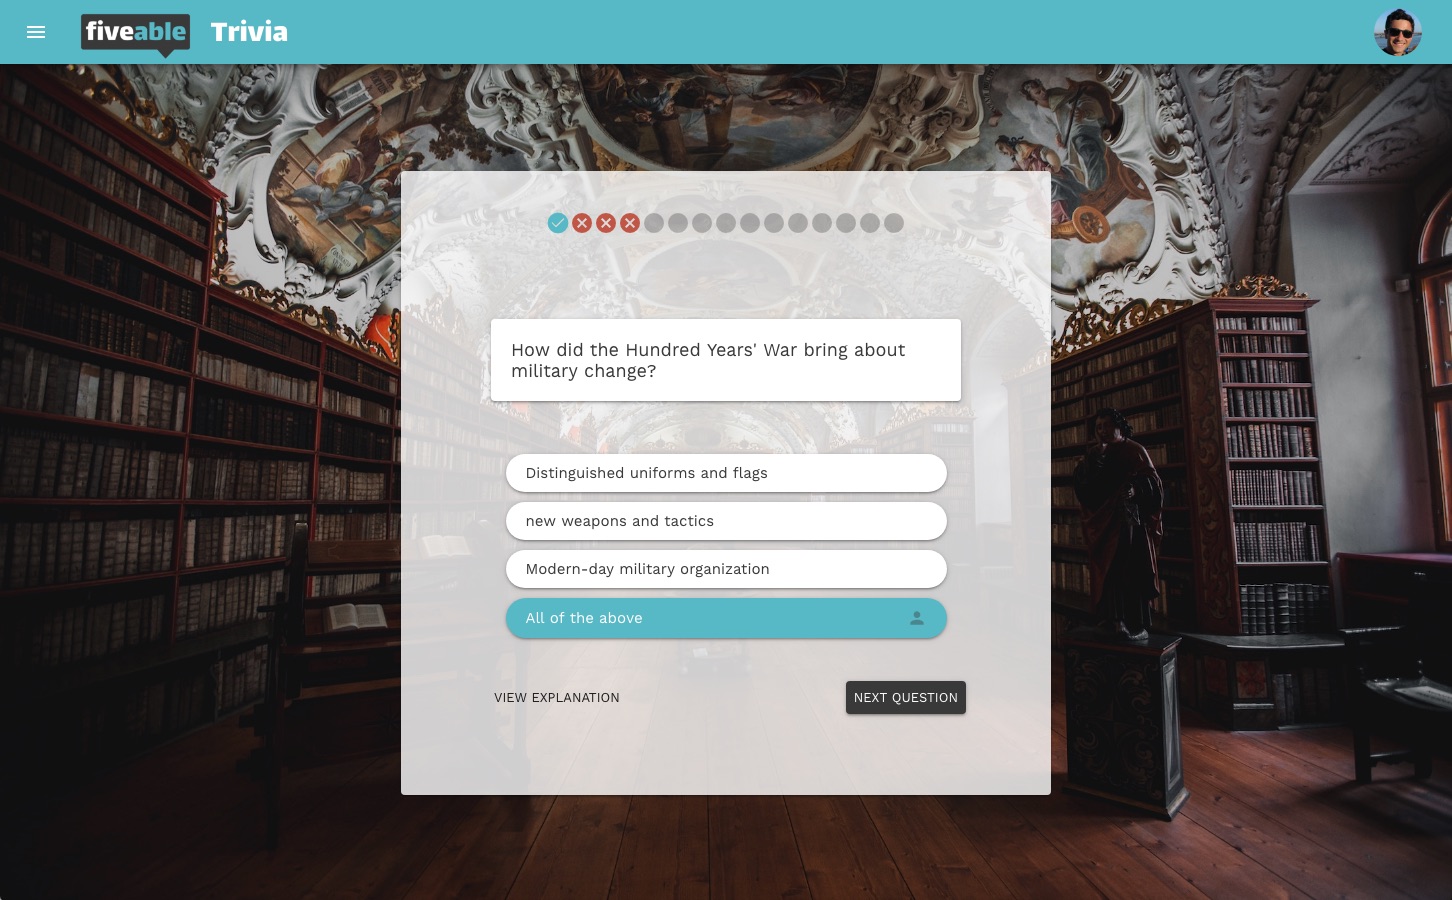 fiveable Trivia
How did the Hundred Years' War bring about
military change?
Distinguished uniforms and flags
new weapons and tactics
Modern-day military organization
All of the above
VIEW EXPLANATION
NEXT QUESTION